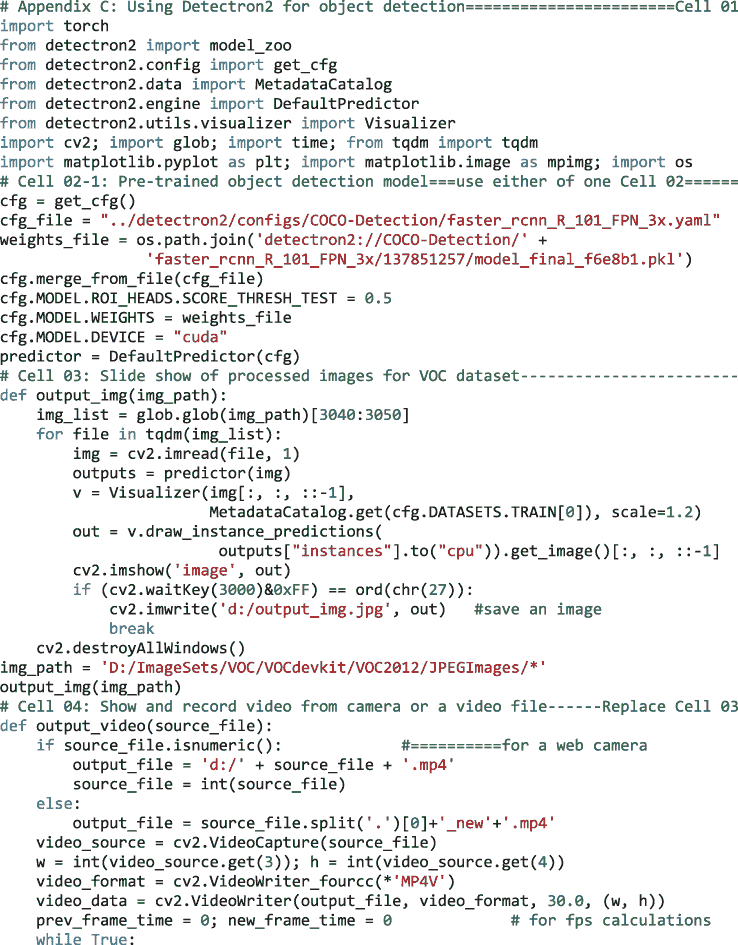 # Appendix C: Using Detectron2 for object detection=======================Cell 01
import torch
from detectron2 import model_zoo
from detectron2.config import get_cfg
from detectron2.data import MetadataCatalog
from detectron2.engine import DefaultPredictor
from detectron2.utils.visualizer import Visualizer
import cv2; import glob; import time; from tqdm import tqdm
import matplotlib.pyplot as plt; import matplotlib.image as mpimg; import os
# Cell 02-1: Pre-trained object detection model===use either of one Cell 02======
cfg = get_cfg()
cfg_file = "../detectron2/configs/COCO-Detection/faster_rcnn_R_101_FPN_3x.yaml"
weights_file = os.path.join('detectron2://COCO-Detection/' +
                'faster_rcnn_R_101_FPN_3x/137851257/model_final_f6e8b1.pkl')
cfg.merge_from_file(cfg_file)
cfg.MODEL.ROI_HEADS.SCORE_THRESH_TEST = 0.5
cfg.MODEL.WEIGHTS = weights_file
cfg.MODEL.DEVICE = "cuda"
predictor = DefaultPredictor(cfg)
# Cell 03: Slide show of processed images for VOC dataset------------------------
def output_img(img_path):
    img_list = glob.glob(img_path)[3040:3050]
    for file in tqdm(img_list):
        img = cv2.imread(file, 1)
        outputs = predictor(img)
        v = Visualizer(img[:, :, ::-1],
                       MetadataCatalog.get(cfg.DATASETS.TRAIN[0]), scale=1.2)
        out = v.draw_instance_predictions(
                        outputs["instances"].to("cpu")).get_image()[:, :, ::-1]
        cv2.imshow('image', out)
        if (cv2.waitKey(3000)&0xFF) == ord(chr(27)):
            cv2.imwrite('d:/output_img.jpg', out)   #save an image
            break
    cv2.destroyAllWindows()
img_path = 'D:/ImageSets/VOC/VOCdevkit/VOC2012/JPEGImages/*'
output_img(img_path)
# Cell 04: Show and record video from camera or a video file------Replace Cell 03
def output_video(source_file):
    if source_file.isnumeric():             #==========for a web camera
        output_file = 'd:/' + source_file + '.mp4'
        source_file = int(source_file)
    else:
        output_file = source_file.split('.')[0]+'_new'+'.mp4'
    video_source = cv2.VideoCapture(source_file)
    w = int(video_source.get(3)); h = int(video_source.get(4))
    video_format = cv2.VideoWriter_fourcc(*'MP4V')
    video_data = cv2.VideoWriter(output_file, video_format, 30.0, (w, h))
    prev_frame_time = 0; new_frame_time = 0             # for fps calculations
    while True: